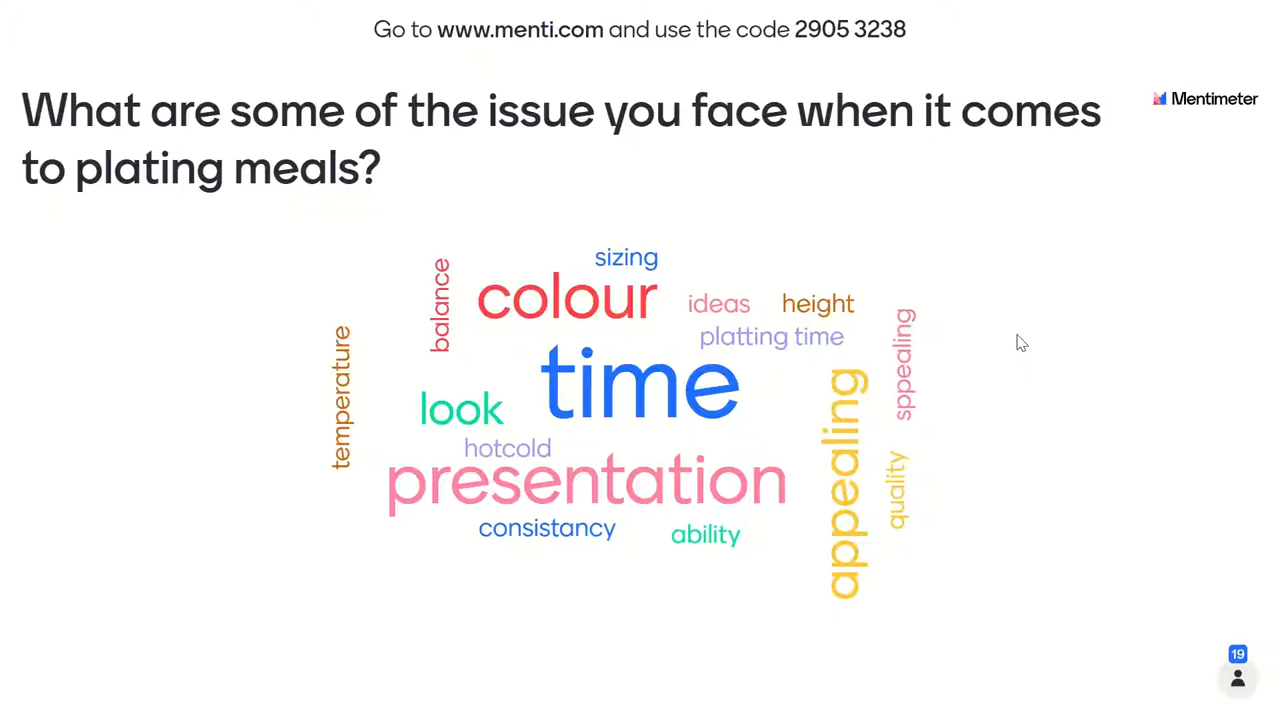 Go to www.menti.com and use the code 2905 3238
What are some of the issue you face when it comes
to plating meals?
Mentimeter
sizing
balance
colour
ideas
height
platting time
sppealing
temperature
time
look
appealing
hotcold
presentation
quality
consistancy
ability
19